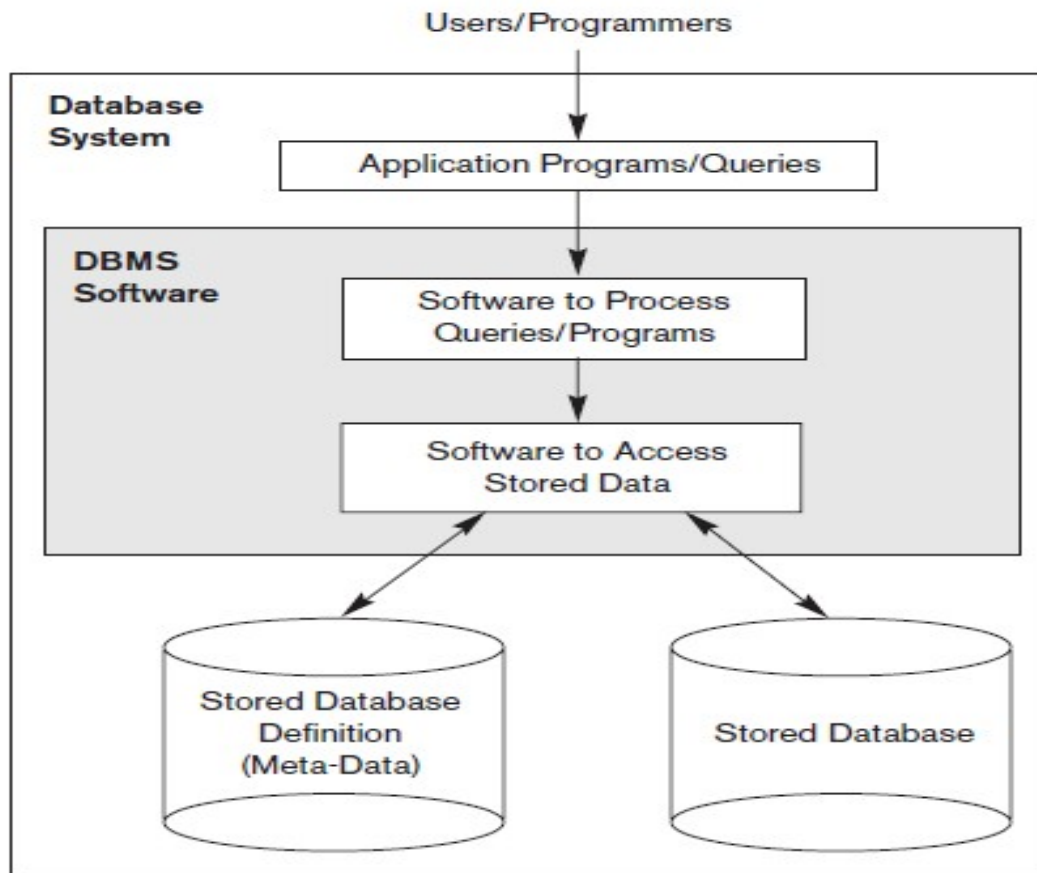 Users/Programmers
Database
System
Application Programs/Queries
DBMS
Software
Software to Process
Queries/Programs
Software to Access
Stored Data
Stored Database
Definition
(Meta-Data)
Stored Database